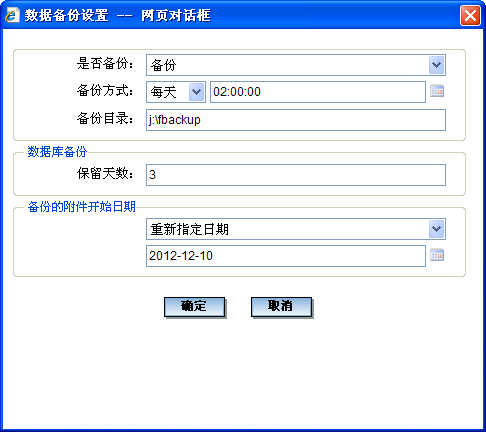 数据备份设置 -- 网页对话框
是否备份： 备份
备份方式： 每天 02:00:00
备份目录： j:\fbackup
数据库备份
保留天数： 3
备份的附件开始日期
重新指定日期
2012-12-10
确定 取消